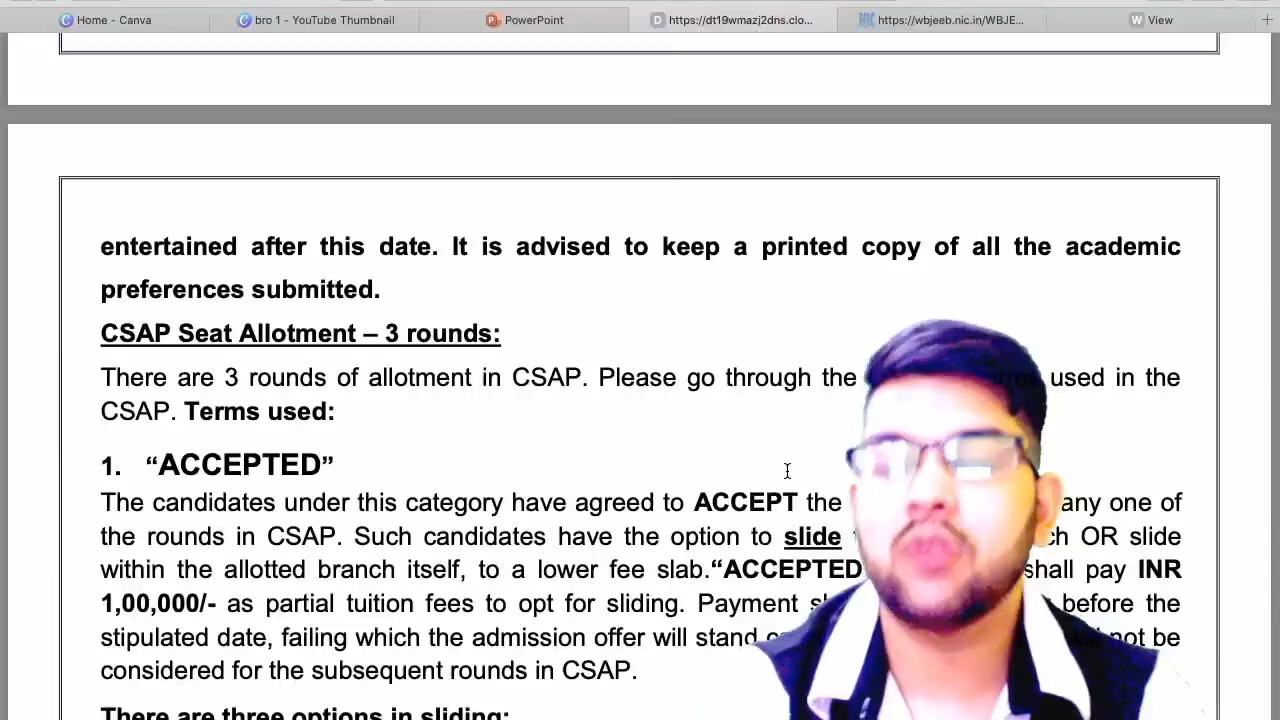 Home - Canva
bro 1 - YouTube Thumbnail
PowerPoint
https://dt19wmazj2dns.clo...
https://wbjeeb.nic.in/WBJE...
View
entertained after this date. It is advised to keep a printed copy of all the academic
preferences submitted.
CSAP Seat Allotment – 3 rounds:
There are 3 rounds of allotment in CSAP. Please go through the used in the
CSAP. Terms used:
1. “ACCEPTED”
The candidates under this category have agreed to ACCEPT the any one of
the rounds in CSAP. Such candidates have the option to slide OR slide
within the allotted branch itself, to a lower fee slab.“ACCEPTED shall pay INR
1,00,000/- as partial tuition fees to opt for sliding. Payment before the
stipulated date, failing which the admission offer will stand not be
considered for the subsequent rounds in CSAP.
There are three options in sliding: